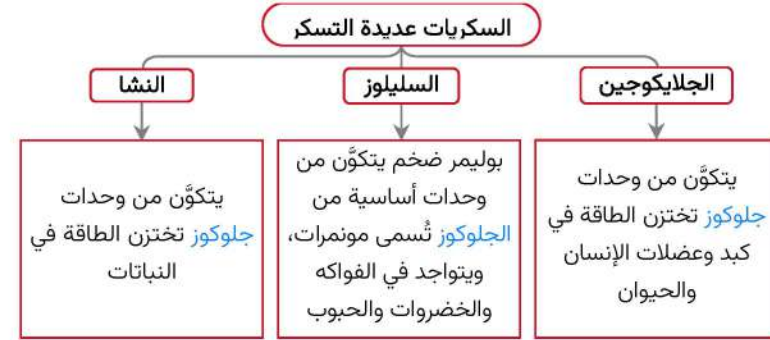 السكريات عديدة التسكر
الجلايكوجين
السليلوز
النشا
يتكوَّن من وحدات
جلوكوز تختزن الطاقة في
كبد وعضلات الإنسان
والحيوان
بوليمر ضخم يتكوَّن من
وحدات أساسية من
الجلوكوز تُسمى مونمرات،
ويتواجد في الفواكه
والخضروات والحبوب
يتكوَّن من وحدات
جلوكوز تختزن الطاقة في
النباتات